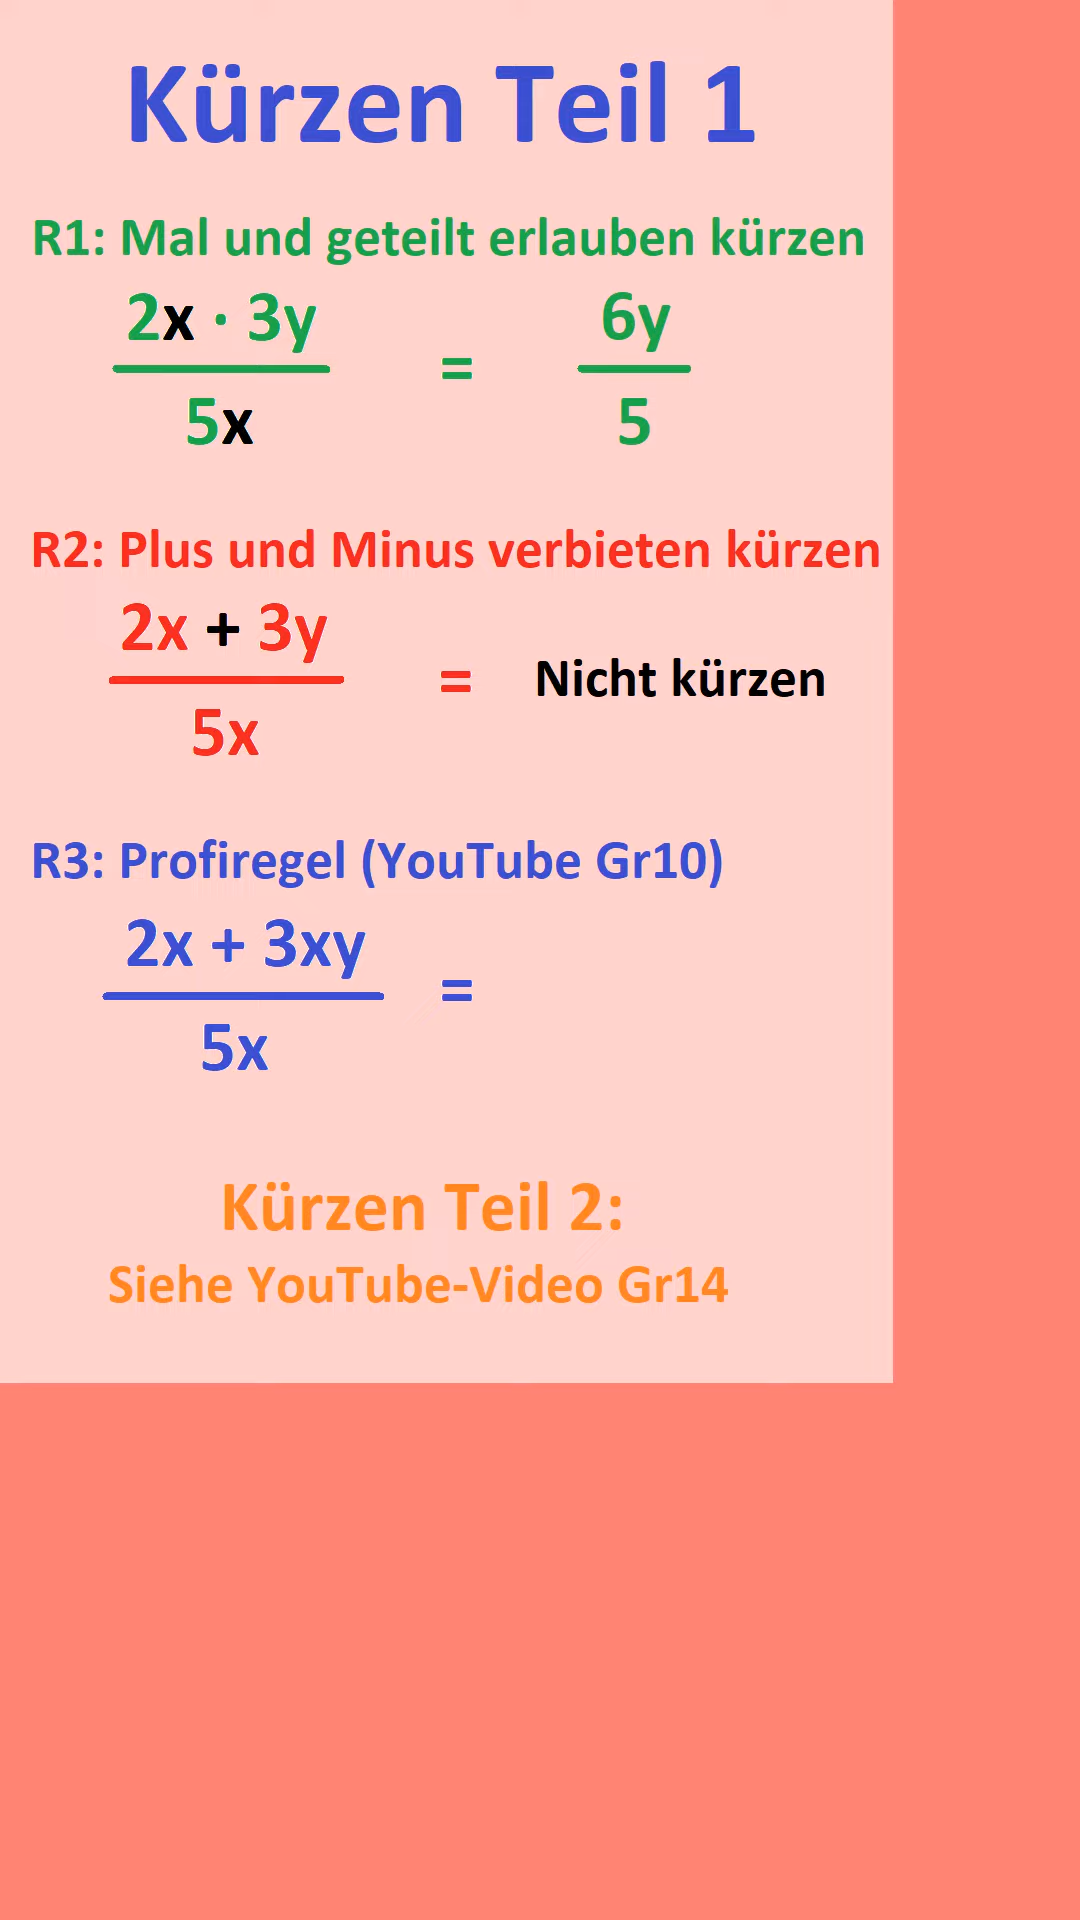 Kürzen Teil 1
R1: Mal und geteilt erlauben kürzen
2x · 3y
5x
=
6y
5
R2: Plus und Minus verbieten kürzen
2x + 3y
5x
=
Nicht kürzen
R3: Profiregel (YouTube Gr10)
2x + 3xy
5x
=
Kürzen Teil 2:
Siehe YouTube-Video Gr14